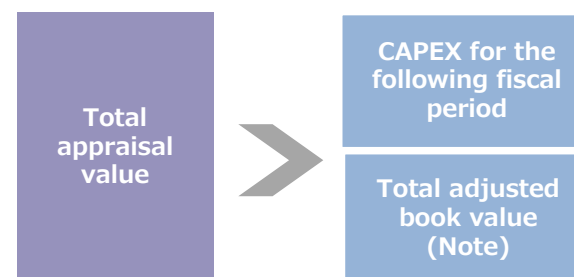 Total
appraisal
value
CAPEX for the
following fiscal
period
Total adjusted
book value
(Note)